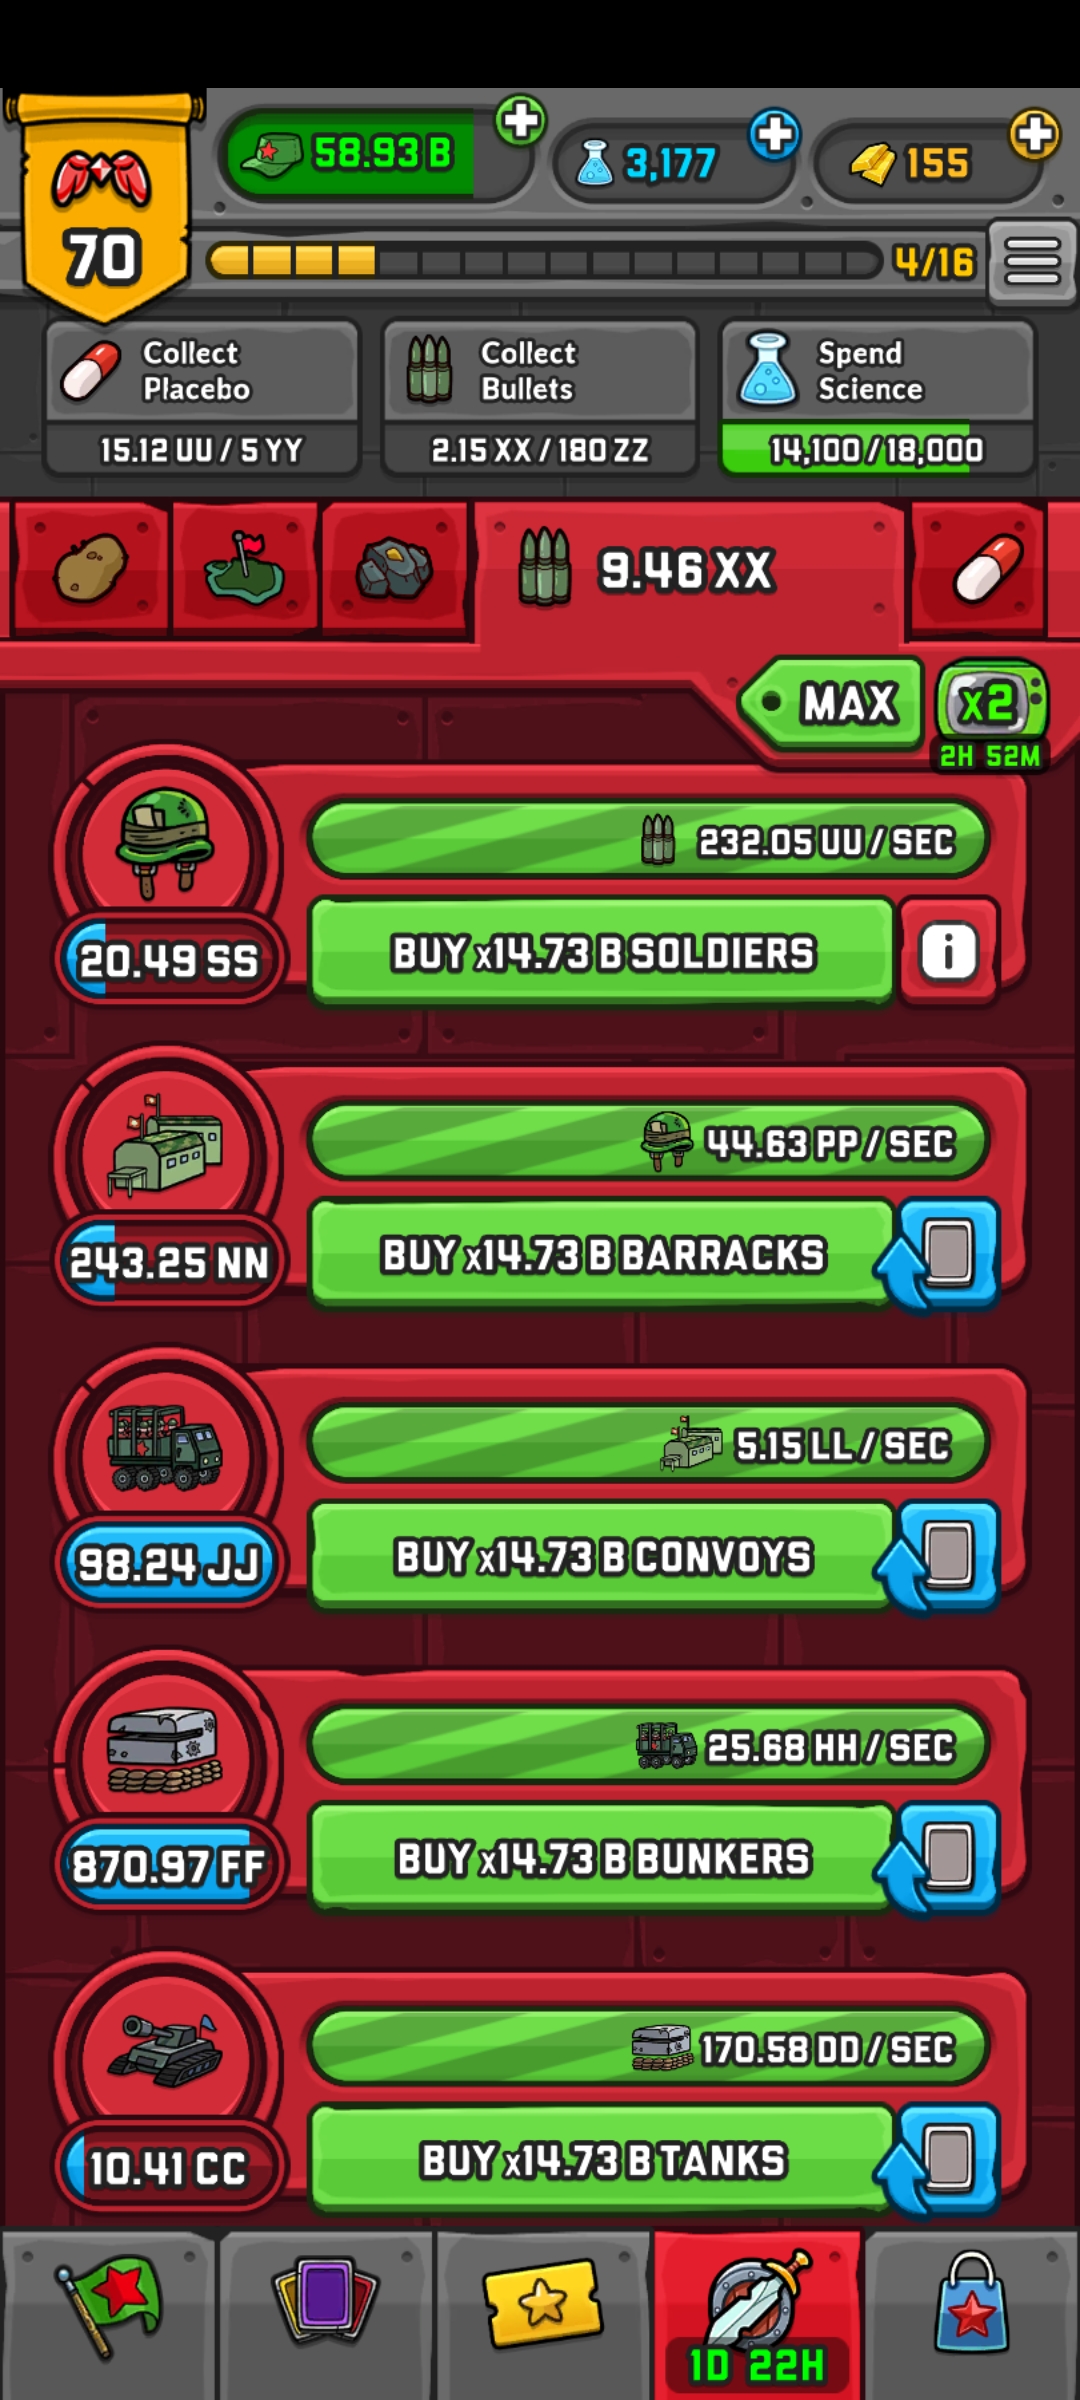 58.93 B
3,177
155
70
4/16
Collect
Placebo
15.12 UU / 5 YY
Collect
Bullets
2.15 XX / 180 ZZ
Spend
Science
14,100 / 18,000
9.46 XX
MAX
x2
2H 52M
232.05 UU / SEC
20.49 SS
BUY x14.73 B SOLDIERS
i
44.63 PP / SEC
243.25 NN
BUY x14.73 B BARRACKS
5.15 LL / SEC
98.24 JJ
BUY x14.73 B CONVOYS
25.68 HH / SEC
870.97 FF
BUY x14.73 B BUNKERS
170.58 DD / SEC
10.41 CC
BUY x14.73 B TANKS
1D 22H